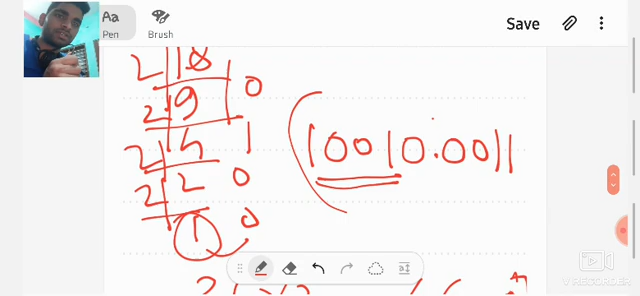 Aa
Pen
Brush
Save
2 18 0
2 9 1
2 4 0
2 2 0
1
(10010.0011
V RECORDER